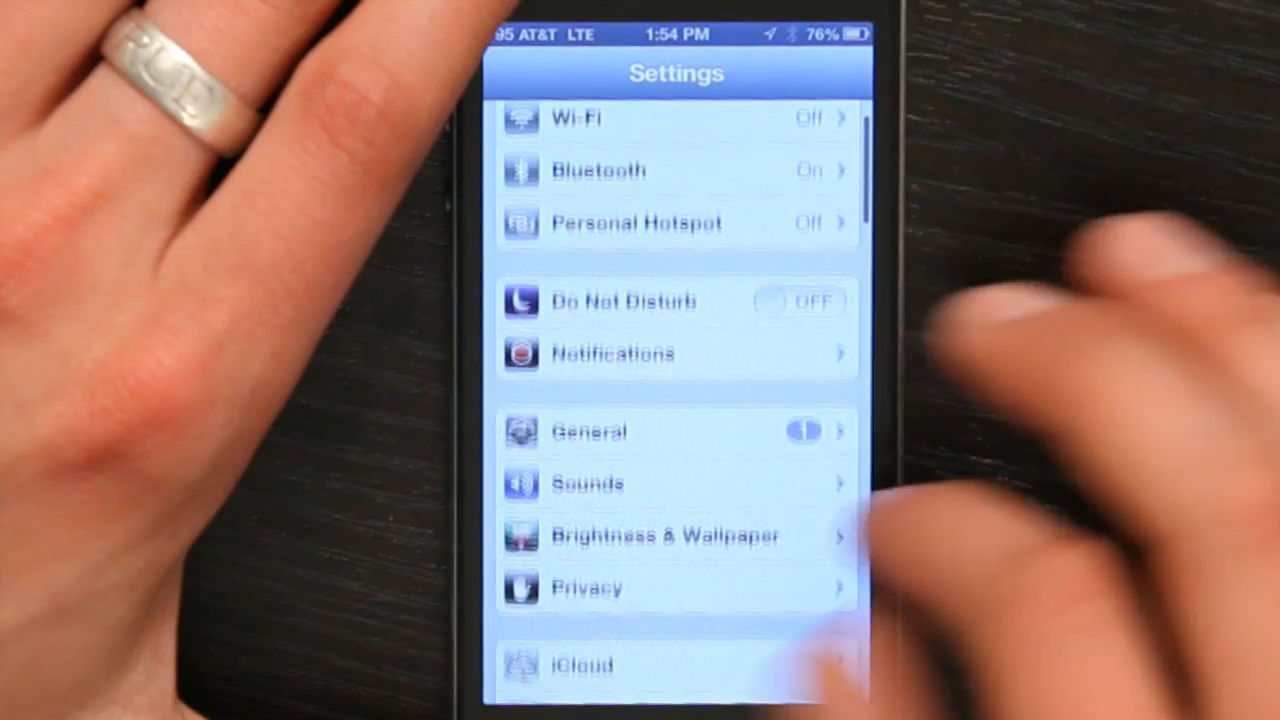 95 AT&T LTE 1:54 PM 76%
Settings
Wi-Fi Off
Bluetooth On
Personal Hotspot Off
Do Not Disturb OFF
Notifications
General 1
Sounds
Brightness & Wallpaper
Privacy
iCloud